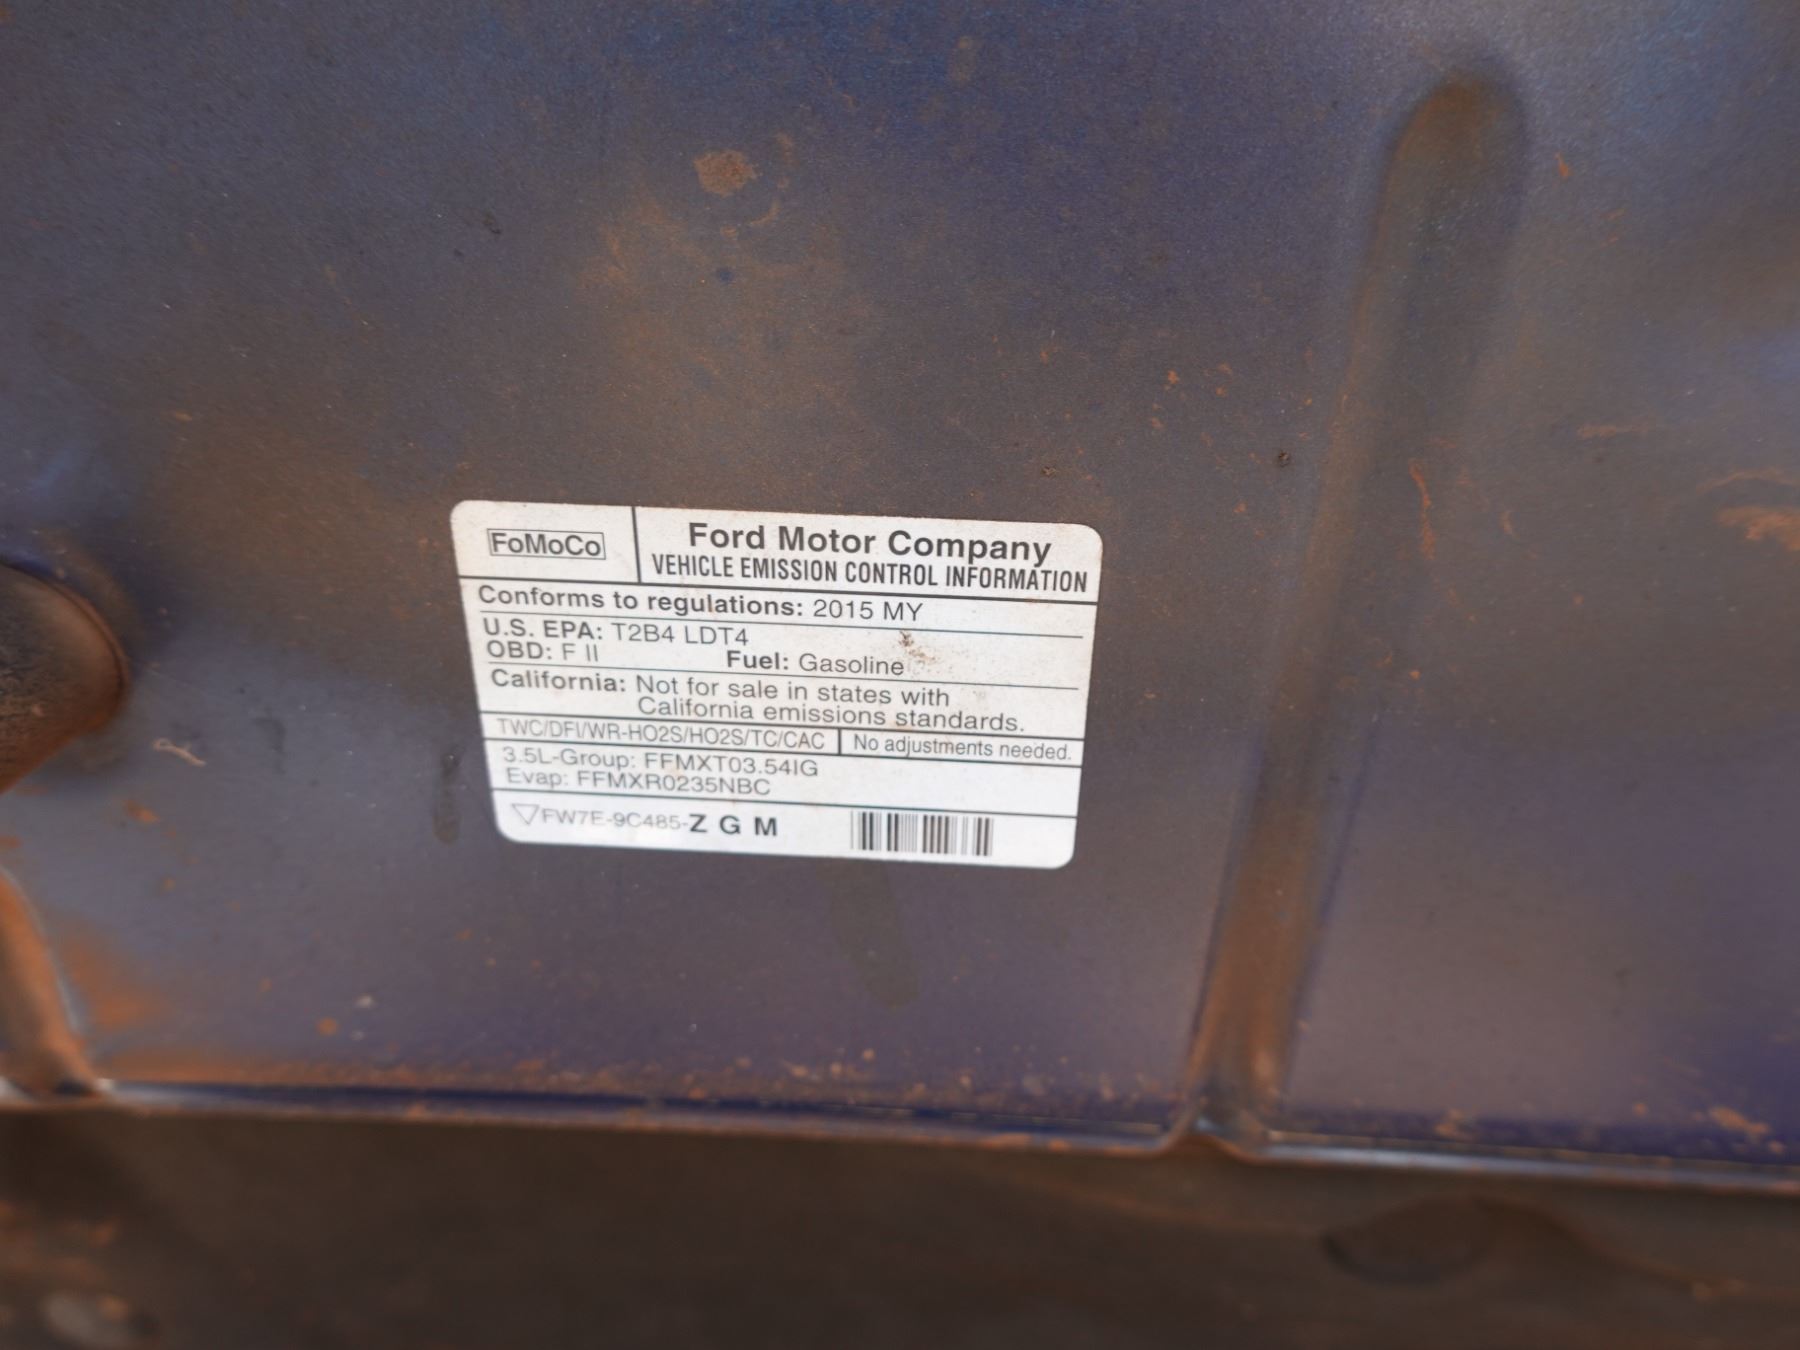 FoMoCo
Ford Motor Company
VEHICLE EMISSION CONTROL INFORMATION
Conforms to regulations: 2015 MY
U.S. EPA: T2B4 LDT4
OBD: F II Fuel: Gasoline
California: Not for sale in states with
California emissions standards.
TWC/DFI/WR-HO2S/HO2S/TC/CAC No adjustments needed.
3.5L-Group: FFMXT03.54IG
Evap: FFMXR0235NBC
FW7E-9C485-Z G M